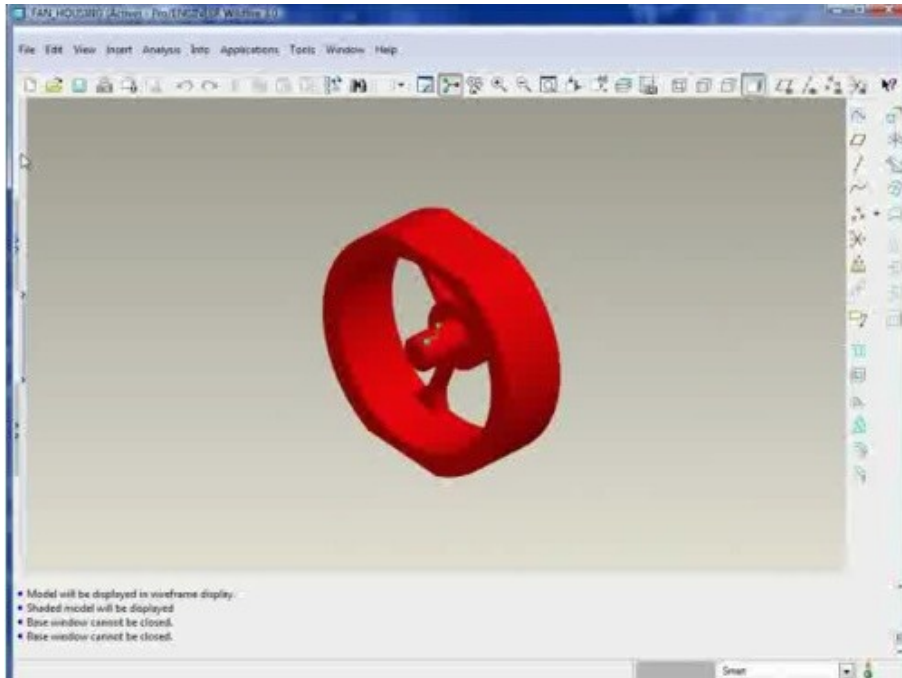 FAN_HOUSING (Active) - Pro/ENGINEER Wildfire 3.0
File Edit View Insert Analysis Info Applications Tools Window Help
• Model will be displayed in wireframe display.
• Shaded model will be displayed
• Base window cannot be closed.
• Base window cannot be closed.
Smart